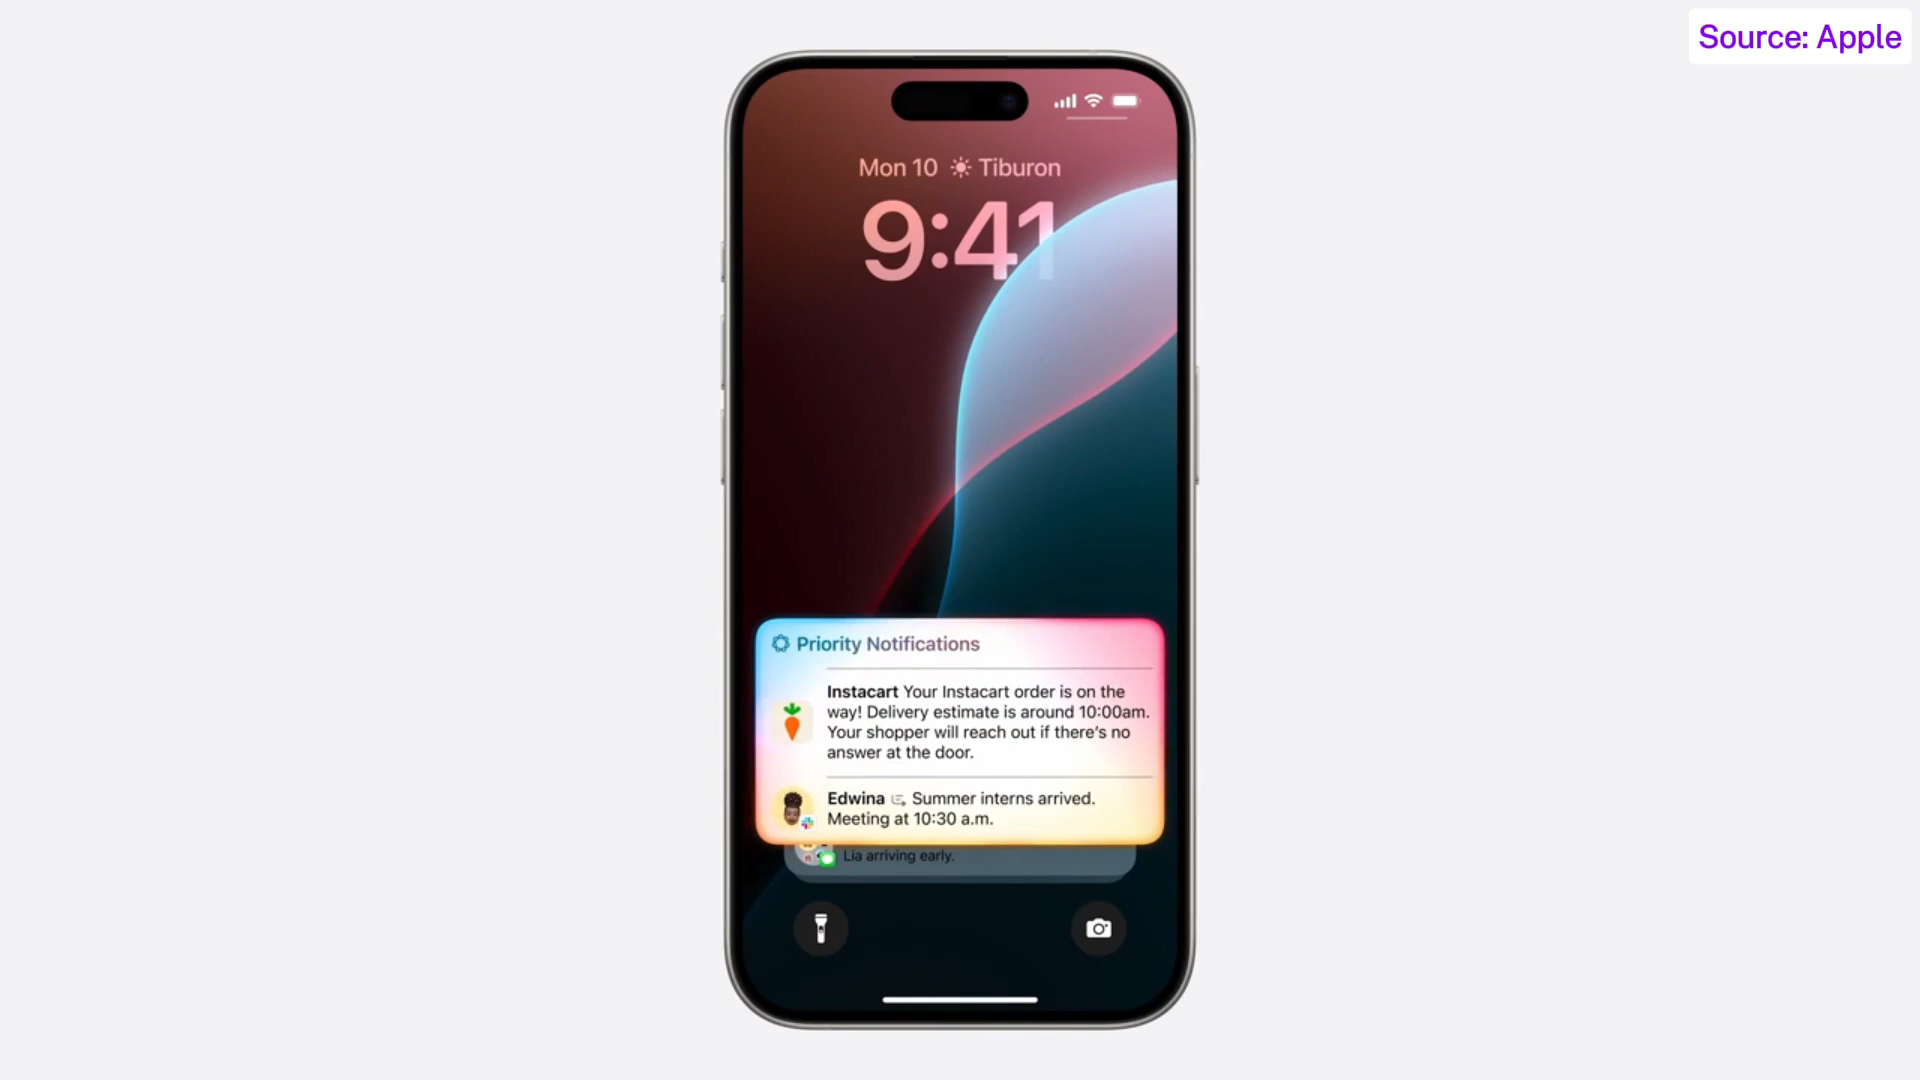 Source: Apple
Mon 10 Tiburon
9:41
Priority Notifications
Instacart Your Instacart order is on the
way! Delivery estimate is around 10:00am.
Your shopper will reach out if there's no
answer at the door.
Edwina Summer interns arrived.
Meeting at 10:30 a.m.
Lia arriving early.